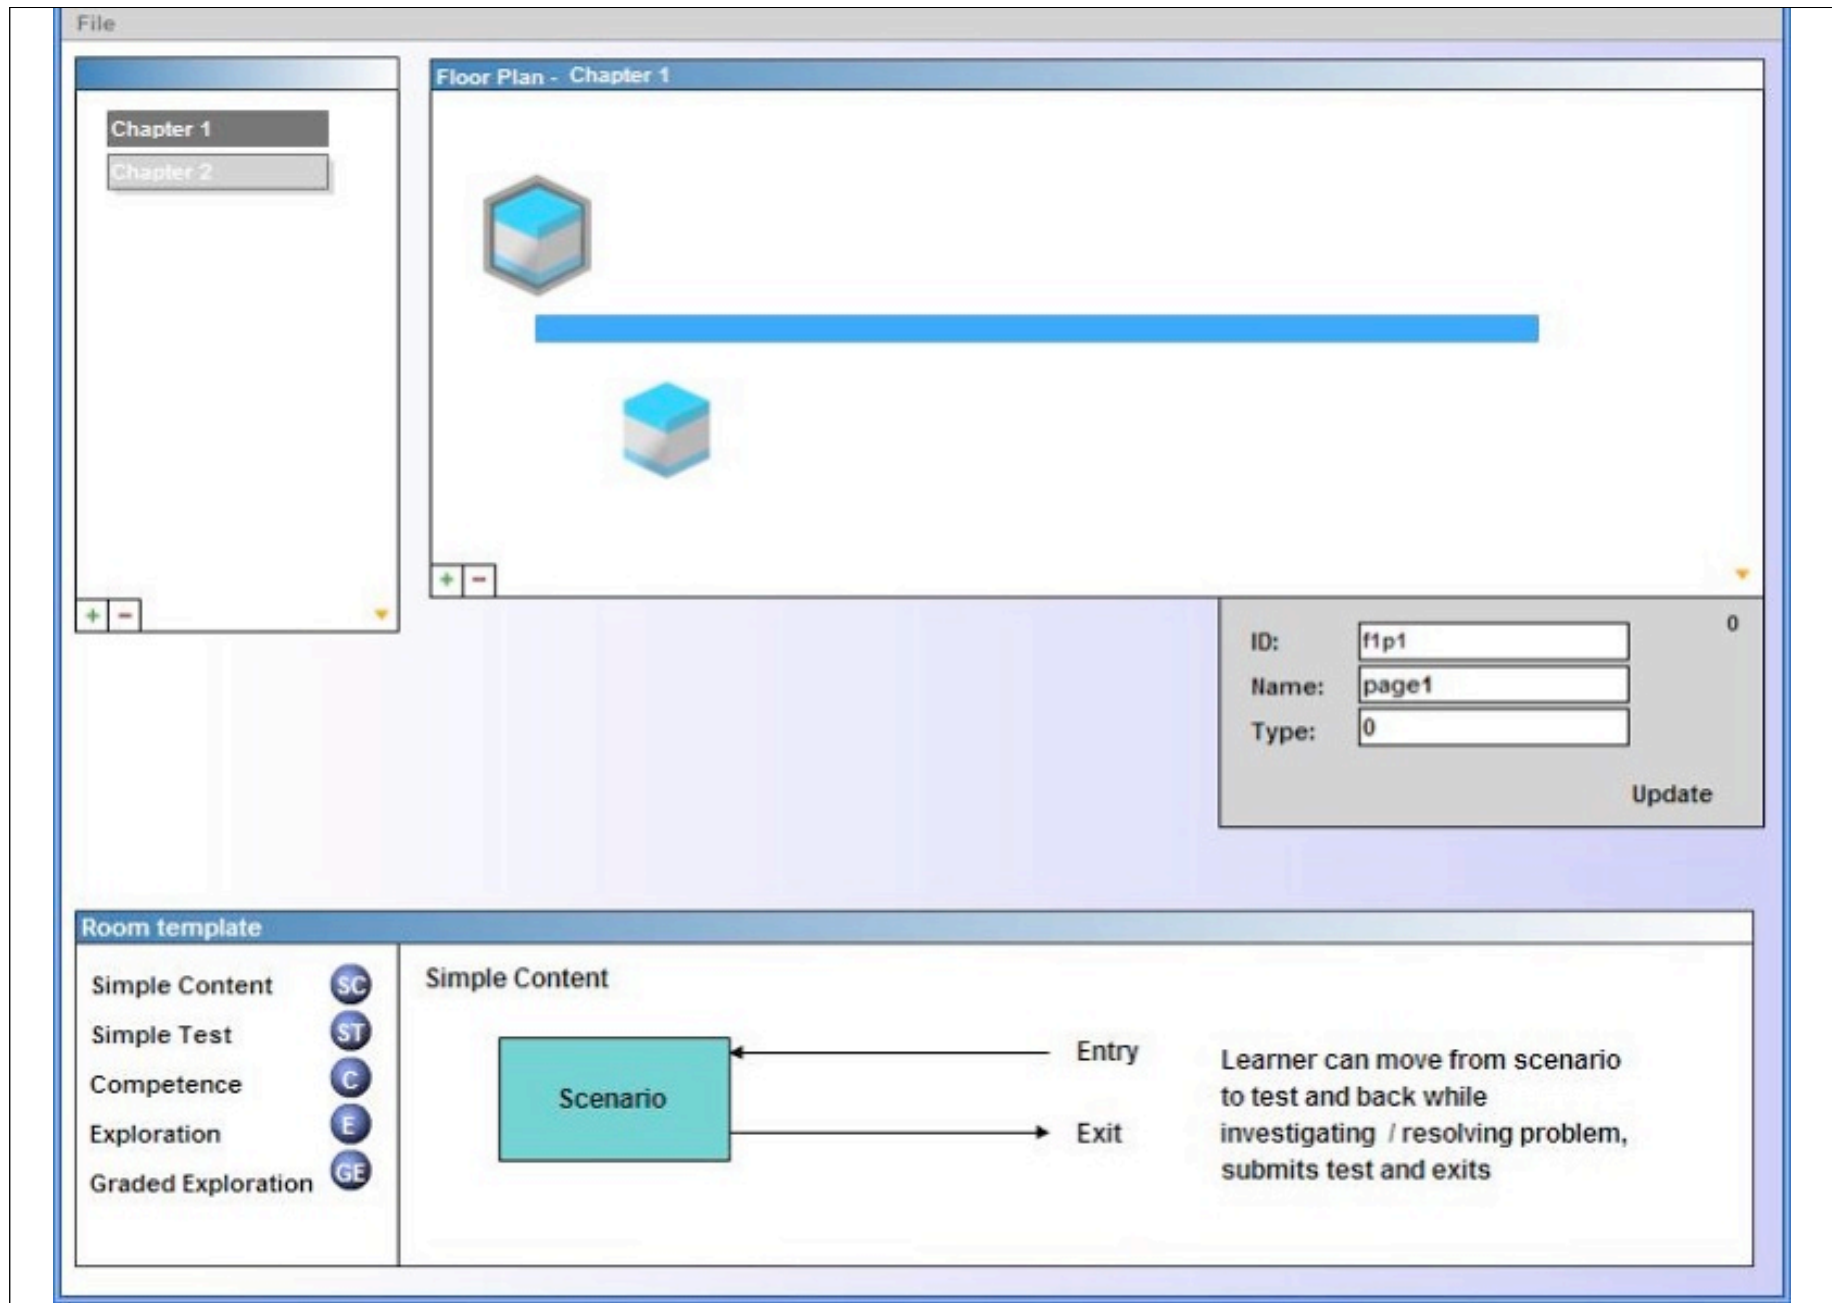 File
Chapter 1
Chapter 2
+ -
Floor Plan - Chapter 1
+ -
0
ID: f1p1
Name: page1
Type: 0
Update
Room template
Simple Content SC
Simple Test ST
Competence C
Exploration E
Graded Exploration GE
Simple Content
Scenario
Entry
Exit
Learner can move from scenario
to test and back while
investigating / resolving problem,
submits test and exits